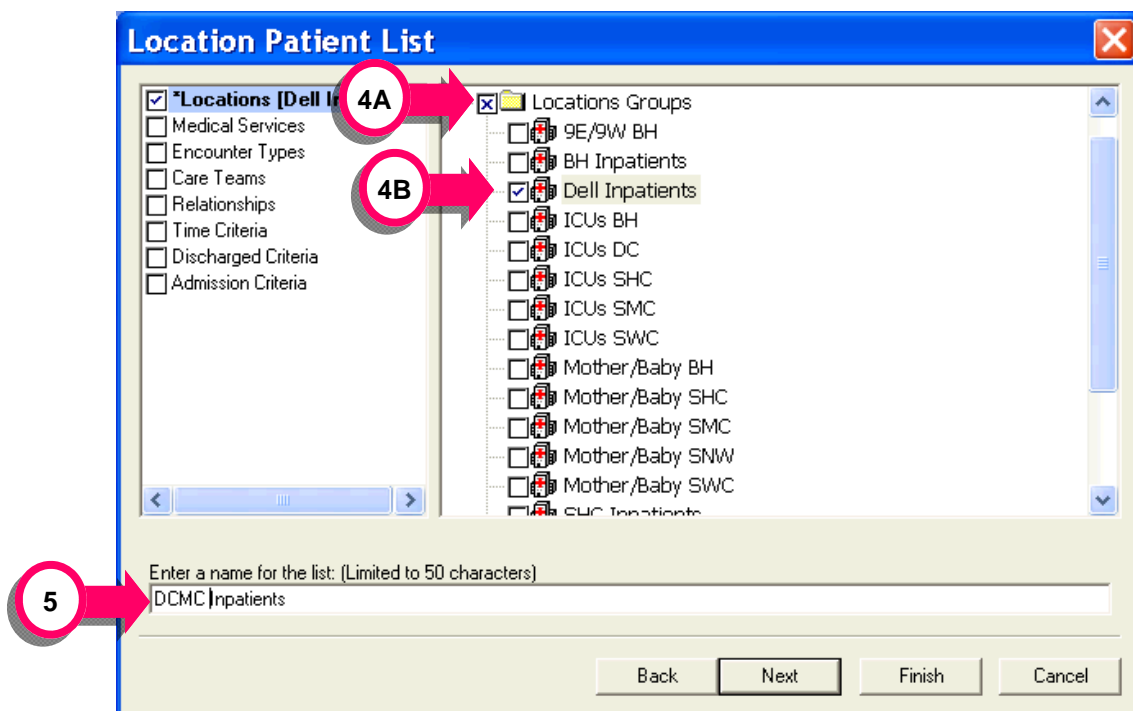 Location Patient List
*Locations [Dell In
Medical Services
Encounter Types
Care Teams
Relationships
Time Criteria
Discharged Criteria
Admission Criteria
4A
Locations Groups
9E/9W BH
BH Inpatients
4B
Dell Inpatients
ICUs BH
ICUs DC
ICUs SHC
ICUs SMC
ICUs SWC
Mother/Baby BH
Mother/Baby SHC
Mother/Baby SMC
Mother/Baby SNW
Mother/Baby SWC
SHC Inpatients
Enter a name for the list: (Limited to 50 characters)
5
DCMC Inpatients
Back
Next
Finish
Cancel